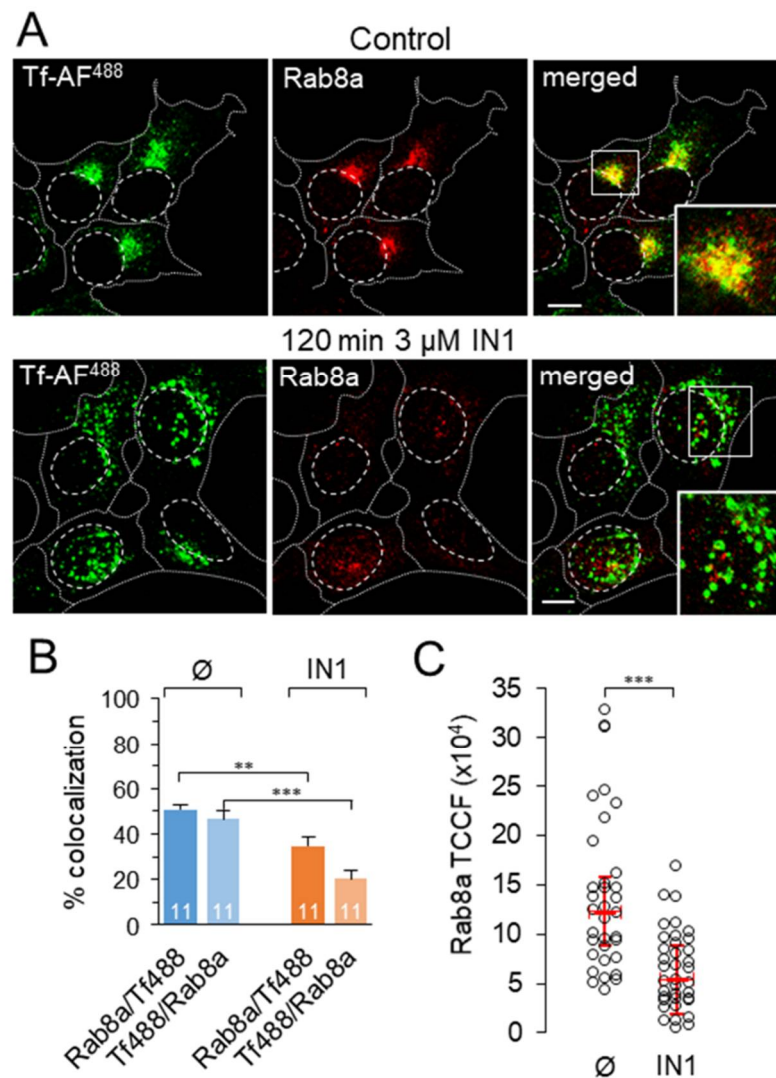 A
Control
Tf-AF488 Rab8a merged
120 min 3 µM IN1
Tf-AF488 Rab8a merged
B
Ø IN1
% colocalization
100
80
60
40
20
0
**
***
11 11 11 11
Rab8a/Tf488
Tf488/Rab8a
Rab8a/Tf488
Tf488/Rab8a
C
Rab8a TCCF (x10⁴)
35
30
25
20
15
10
5
0
***
Ø IN1